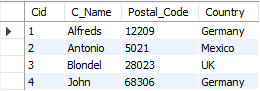 Cid C_Name Postal_Code Country
1 Alfreds 12209 Germany
2 Antonio 5021 Mexico
3 Blondel 28023 UK
4 John 68306 Germany